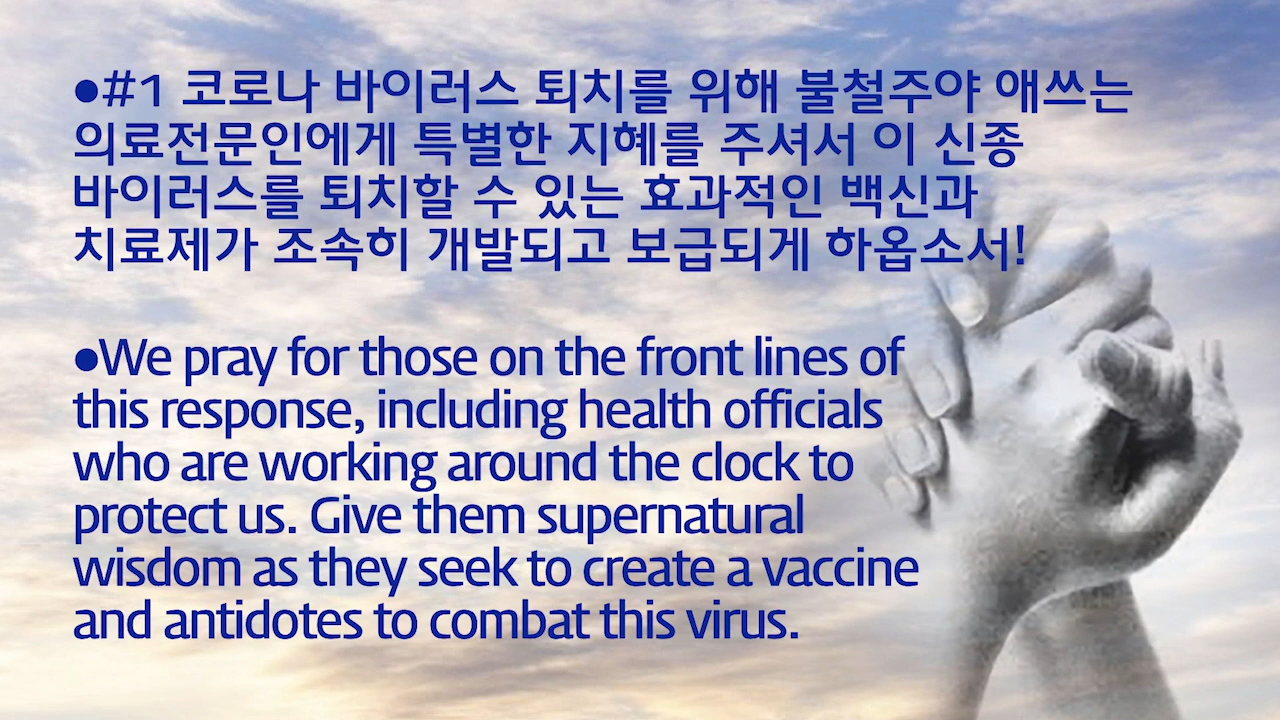 ●#1 코로나 바이러스 퇴치를 위해 불철주야 애쓰는
의료전문인에게 특별한 지혜를 주셔서 이 신종
바이러스를 퇴치할 수 있는 효과적인 백신과
치료제가 조속히 개발되고 보급되게 하옵소서!
●We pray for those on the front lines of
this response, including health officials
who are working around the clock to
protect us. Give them supernatural
wisdom as they seek to create a vaccine
and antidotes to combat this virus.